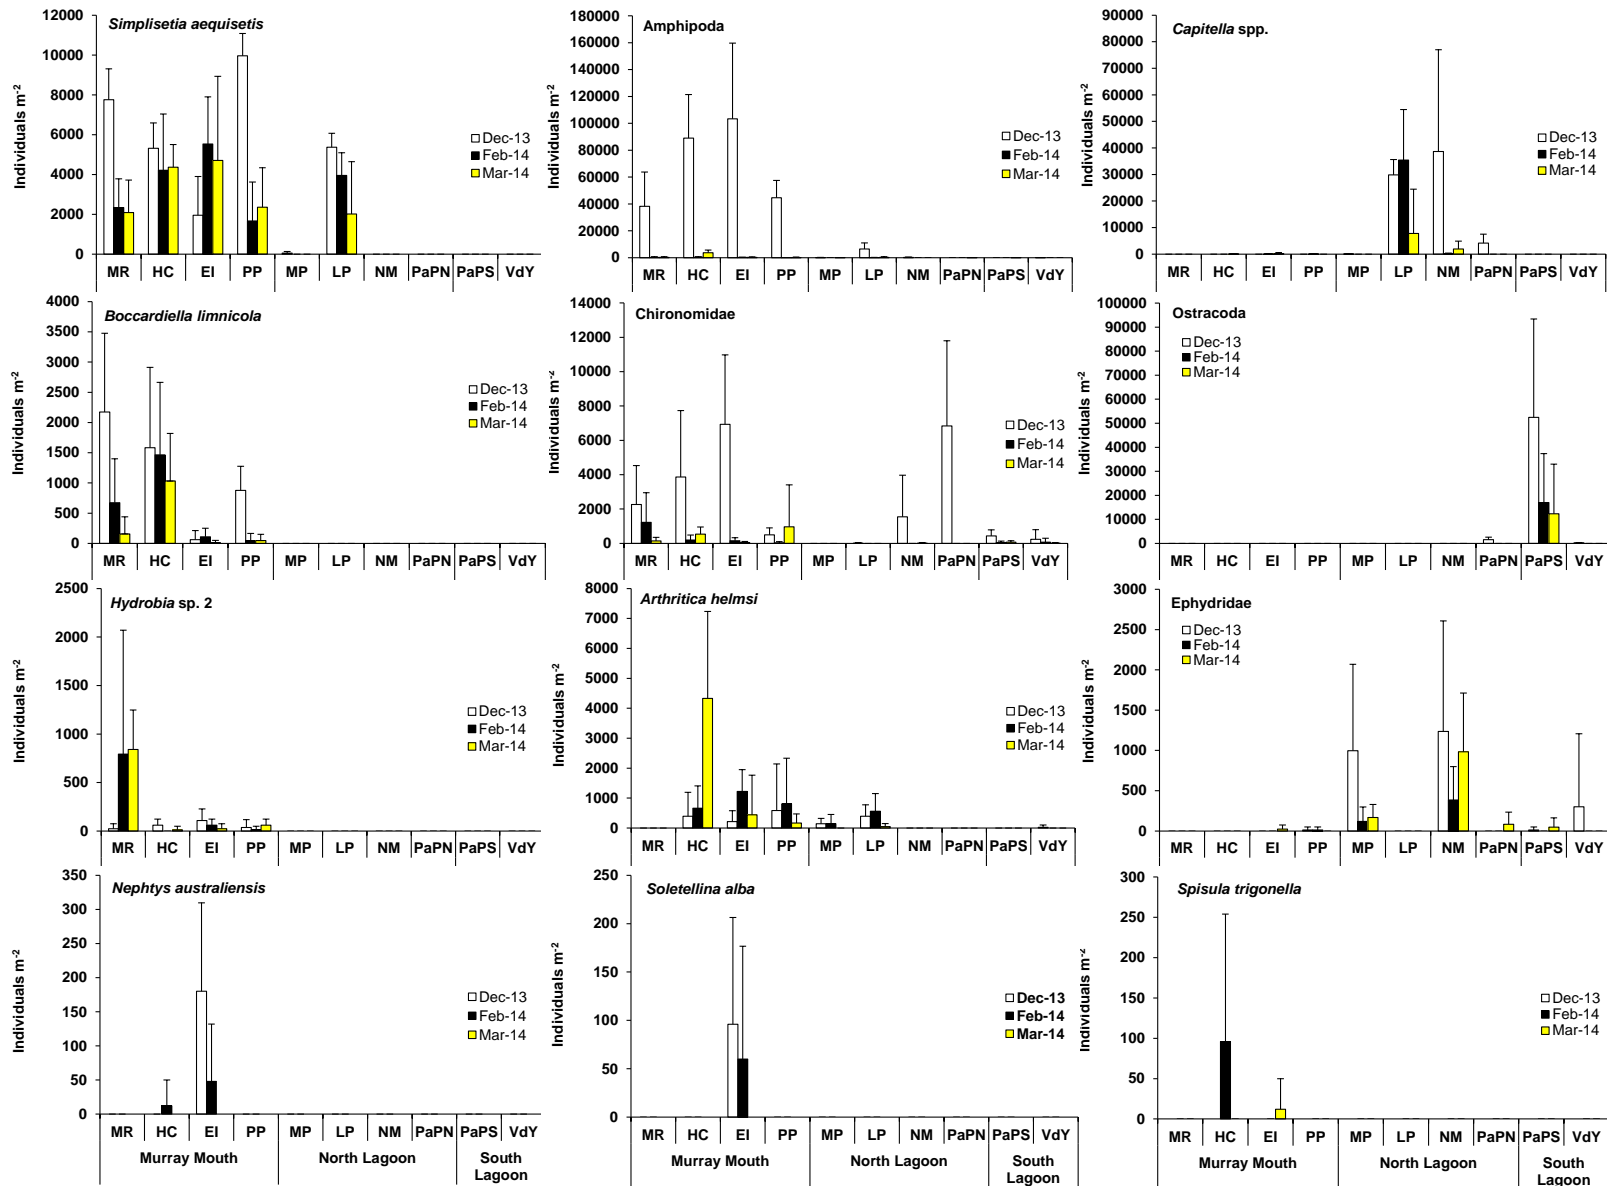 Simplisetia aequisetis
Individuals m-2
12000
10000
8000
6000
4000
2000
0
Dec-13
Feb-14
Mar-14
MR HC EI PP MP LP NM PaPN PaPS VdY
Amphipoda
Individuals m-2
180000
160000
140000
120000
100000
80000
60000
40000
20000
0
Dec-13
Feb-14
Mar-14
MR HC EI PP MP LP NM PaPN PaPS VdY
Capitella spp.
Individuals m-2
90000
80000
70000
60000
50000
40000
30000
20000
10000
0
Dec-13
Feb-14
Mar-14
MR HC EI PP MP LP NM PaPN PaPS VdY
Boccardiella limnicola
Individuals m-2
4000
3500
3000
2500
2000
1500
1000
500
0
Dec-13
Feb-14
Mar-14
MR HC EI PP MP LP NM PaPN PaPS VdY
Chironomidae
Individuals m-2
14000
12000
10000
8000
6000
4000
2000
0
Dec-13
Feb-14
Mar-14
MR HC EI PP MP LP NM PaPN PaPS VdY
Ostracoda
Individuals m-2
100000
90000
80000
70000
60000
50000
40000
30000
20000
10000
0
Dec-13
Feb-14
Mar-14
MR HC EI PP MP LP NM PaPN PaPS VdY
Hydrobia sp. 2
Individuals m-2
2500
2000
1500
1000
500
0
Dec-13
Feb-14
Mar-14
MR HC EI PP MP LP NM PaPN PaPS VdY
Arthritica helmsi
Individuals m-2
8000
7000
6000
5000
4000
3000
2000
1000
0
Dec-13
Feb-14
Mar-14
MR HC EI PP MP LP NM PaPN PaPS VdY
Ephydridae
Individuals m-2
3000
2500
2000
1500
1000
500
0
Dec-13
Feb-14
Mar-14
MR HC EI PP MP LP NM PaPN PaPS VdY
Nephtys australiensis
Individuals m-2
350
300
250
200
150
100
50
0
Dec-13
Feb-14
Mar-14
MR HC EI PP MP LP NM PaPN PaPS VdY
Murray Mouth North Lagoon South
Lagoon
Soletellina alba
Individuals m-2
250
200
150
100
50
0
Dec-13
Feb-14
Mar-14
MR HC EI PP MP LP NM PaPN PaPS VdY
Murray Mouth North Lagoon South
Lagoon
Spisula trigonella
Individuals m-2
300
250
200
150
100
50
0
Dec-13
Feb-14
Mar-14
MR HC EI PP MP LP NM PaPN PaPS VdY
Murray Mouth North Lagoon South
Lagoon